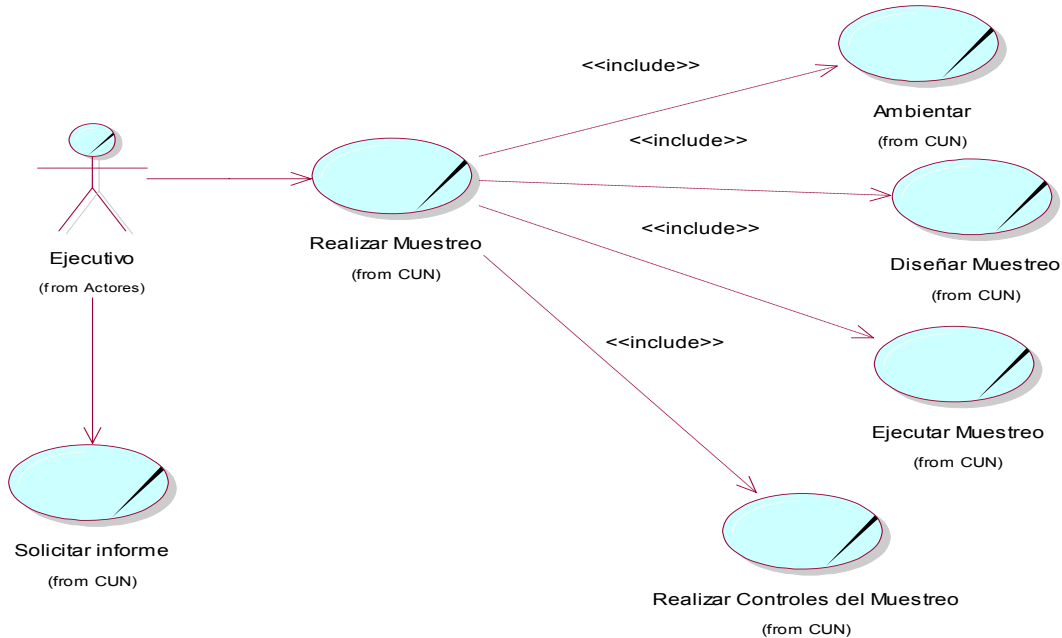 <<include>>
Ambientar
(from CUN)
<<include>>
Diseñar Muestreo
(from CUN)
Realizar Muestreo
(from CUN)
<<include>>
Ejecutivo
(from Actores)
Ejecutar Muestreo
(from CUN)
<<include>>
Solicitar informe
(from CUN)
Realizar Controles del Muestreo
(from CUN)